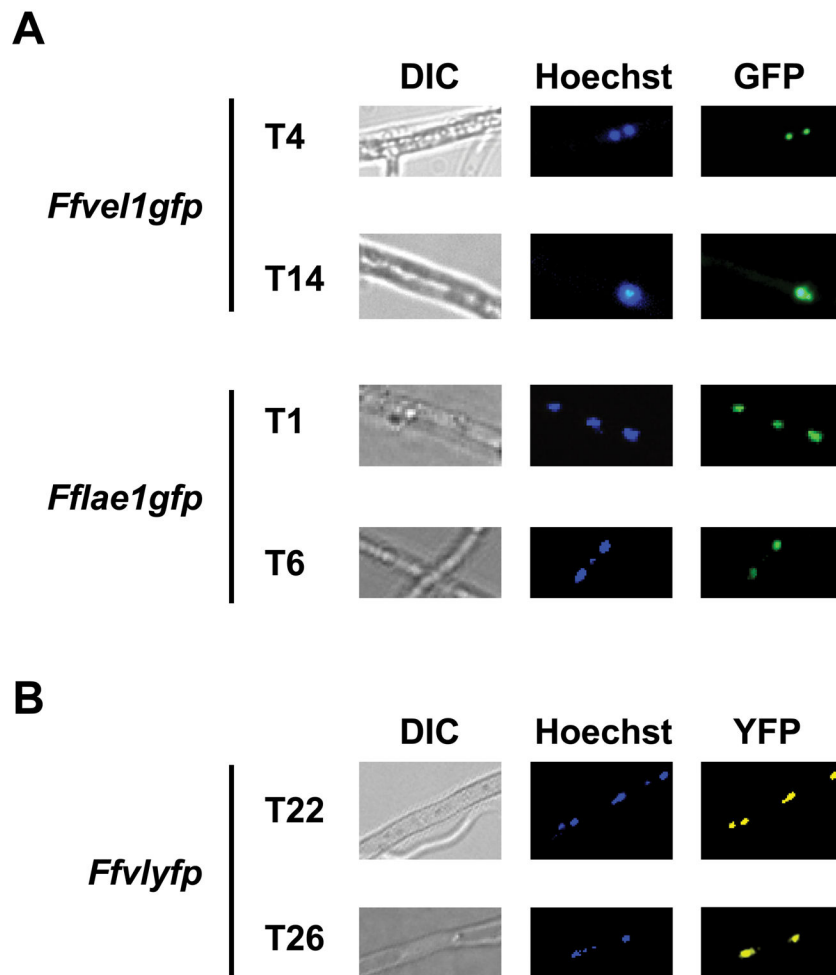 A
DIC Hoechst GFP
Ffvel1gfp
T4
T14
Fflae1gfp
T1
T6
B
DIC Hoechst YFP
Ffvlyfp
T22
T26